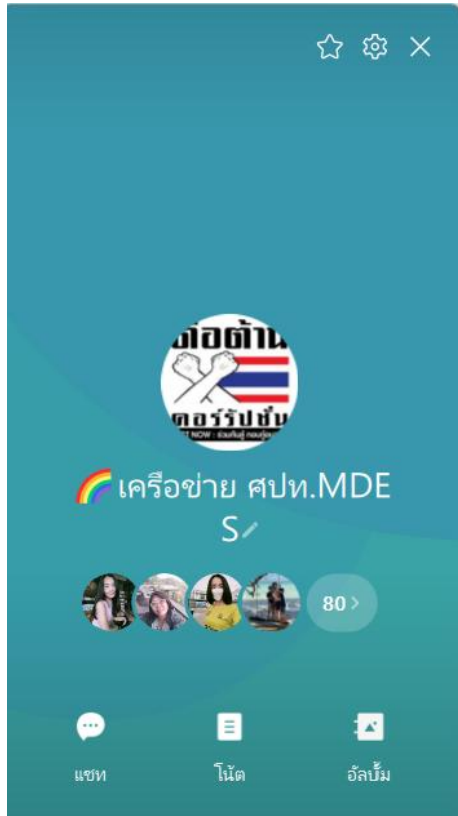 ต่อต้าน
คอร์รัปชั่น
🌈เครือข่าย ศปท.MDE
S
80 >
แชท
โน้ต
อัลบั้ม